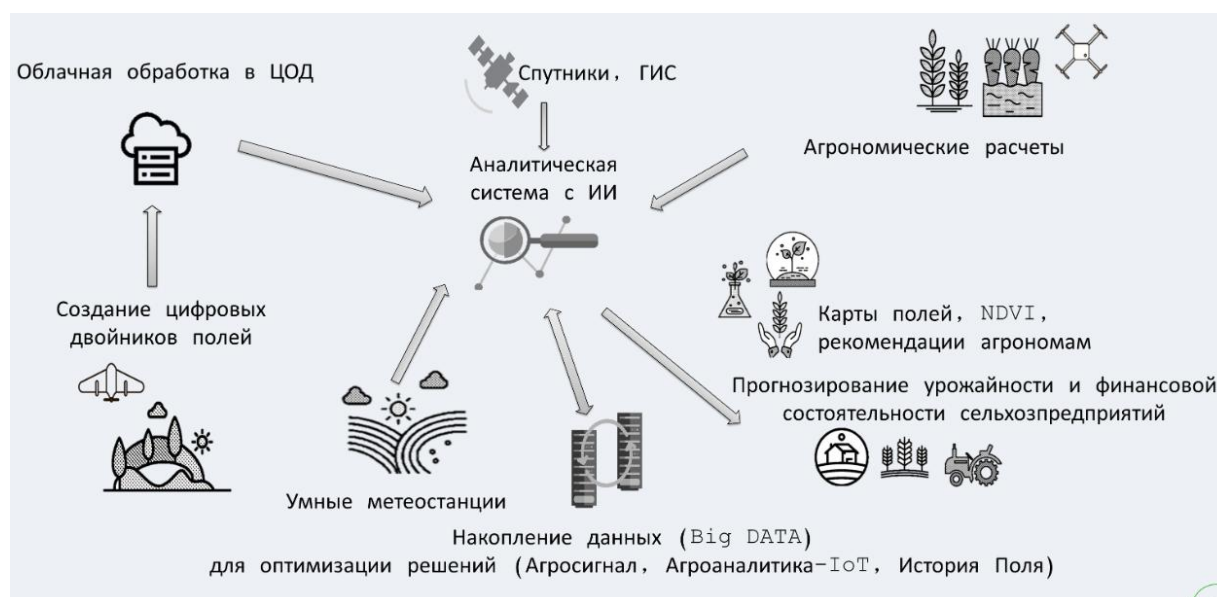 Облачная обработка в ЦОД
Спутники, ГИС
Агрономические расчеты
Аналитическая
система с ИИ
Создание цифровых
двойников полей
Карты полей, NDVI,
рекомендации агрономам
Прогнозирование урожайности и финансовой
состоятельности сельхозпредприятий
Умные метеостанции
Накопление данных (Big DATA)
для оптимизации решений (Агросигнал, Агроаналитика-IoT, История Поля)